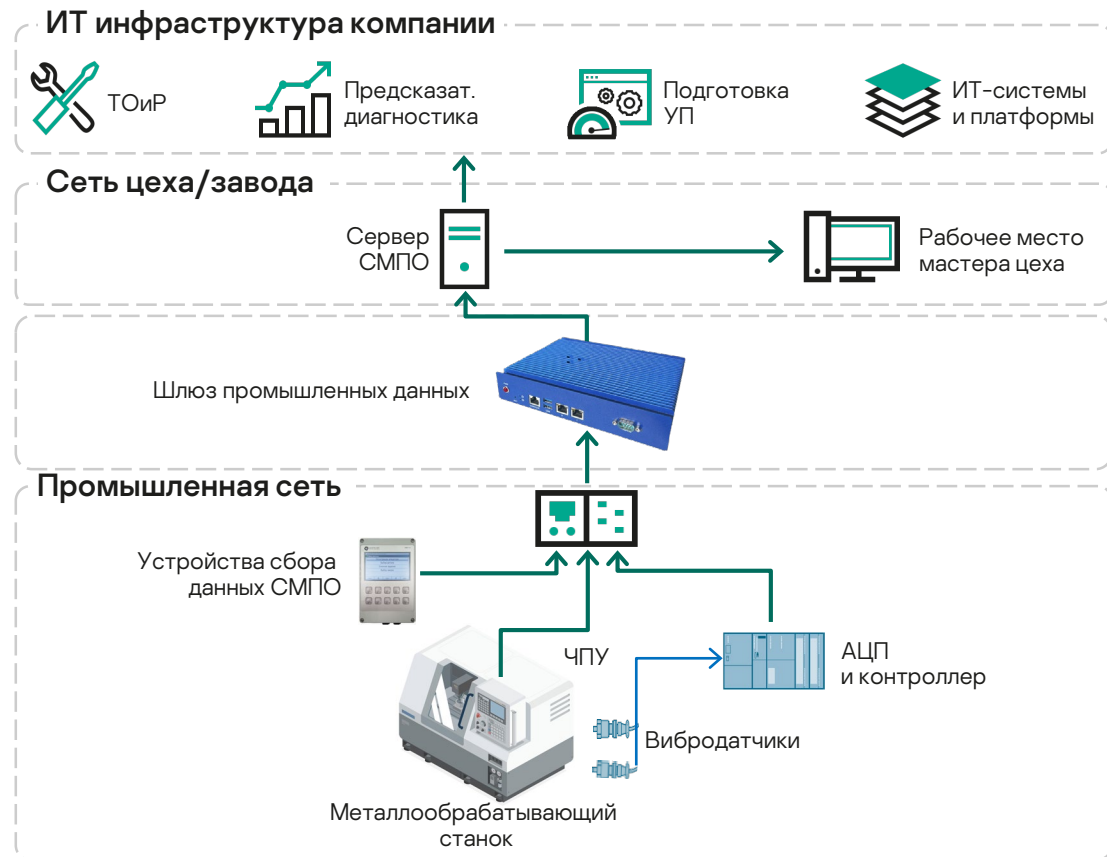 ИТ инфраструктура компании
ТОиР
Предсказат.
диагностика
Подготовка
УП
ИТ-системы
и платформы
Сеть цеха/завода
Сервер
СМПО
Рабочее место
мастера цеха
Шлюз промышленных данных
Промышленная сеть
Устройства сбора
данных СМПО
ЧПУ
АЦП
и контроллер
Вибродатчики
Металлообрабатывающий
станок